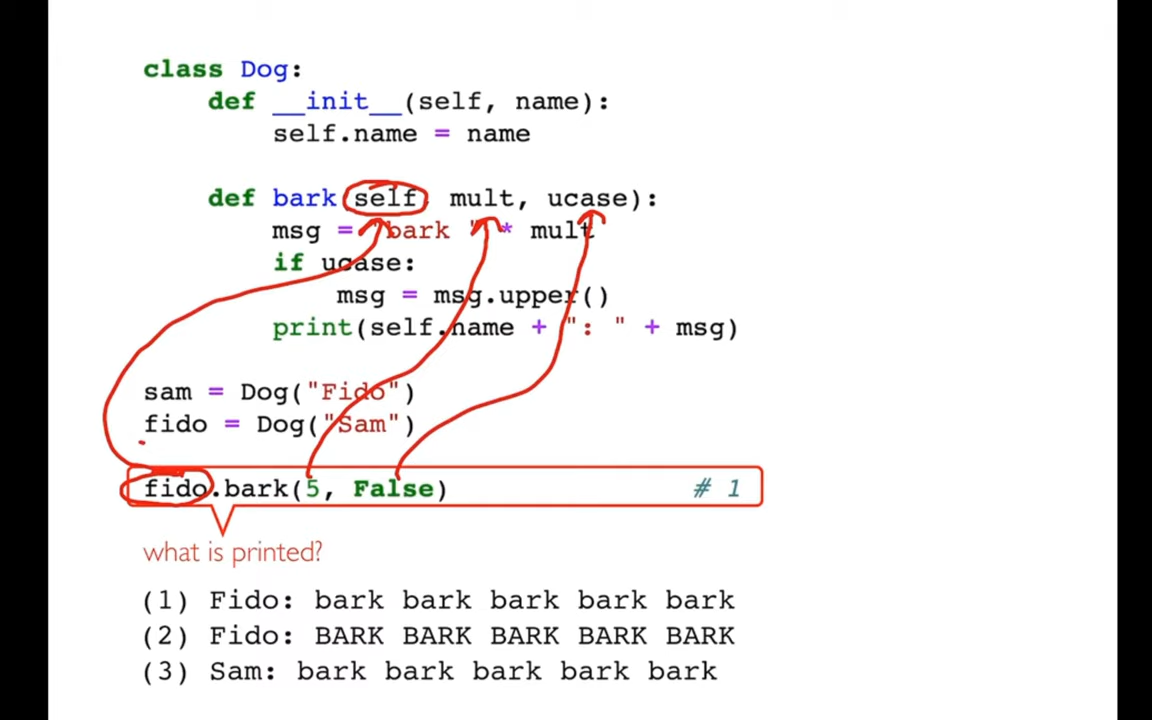 class Dog:
def __init__(self, name):
self.name = name
def bark(self, mult, ucase):
msg = "bark " * mult
if ucase:
msg = msg.upper()
print(self.name + ": " + msg)
sam = Dog("Fido")
fido = Dog("Sam")
fido.bark(5, False) # 1
what is printed?
(1) Fido: bark bark bark bark bark
(2) Fido: BARK BARK BARK BARK BARK
(3) Sam: bark bark bark bark bark